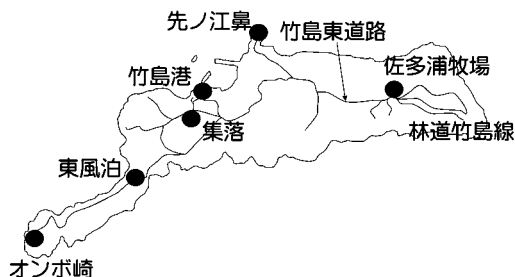 先ノ江鼻
竹島東道路
竹島港
佐多浦牧場
集落
林道竹島線
東風泊
オンボ崎